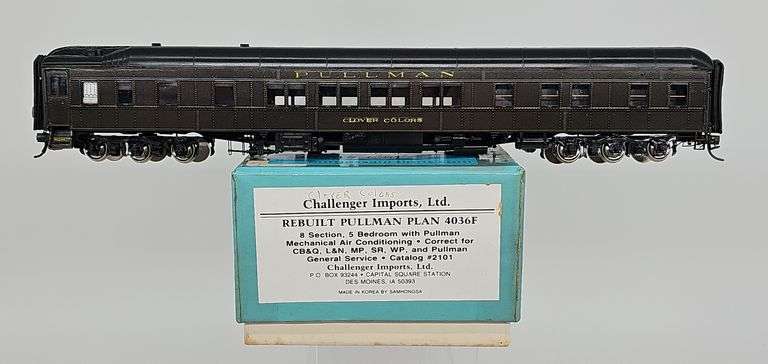 PULLMAN
CLOVER COLORS
Clover Colors
Challenger Imports, Ltd.
REBUILT PULLMAN PLAN 4036F
8 Section, 5 Bedroom with Pullman
Mechanical Air Conditioning • Correct for
CB&Q, L&N, MP, SR, WP, and Pullman
General Service • Catalog #2101
Challenger Imports, Ltd.
P.O. BOX 93244 • CAPITAL SQUARE STATION
DES MOINES, IA 50393
MADE IN KOREA BY SAMHONGSA